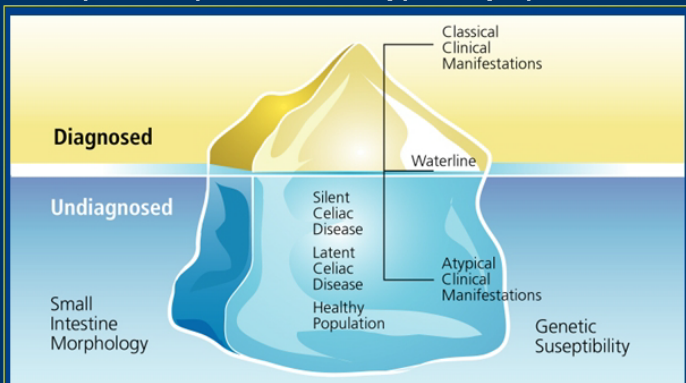 Classical
Clinical
Manifestations
Diagnosed
Waterline
Undiagnosed
Silent
Celiac
Disease
Latent
Celiac
Disease
Healthy
Population
Atypical
Clinical
Manifestations
Small
Intestine
Morphology
Genetic
Suseptibility